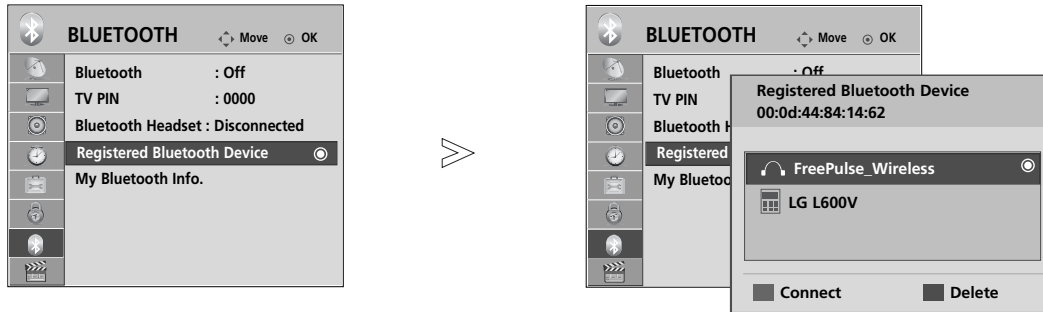 BLUETOOTH Move OK
Bluetooth : Off
TV PIN : 0000
Bluetooth Headset : Disconnected
Registered Bluetooth Device
My Bluetooth Info.
BLUETOOTH Move OK
Bluetooth : Off
TV PIN
Bluetooth H
Registered
My Bluetoo
Registered Bluetooth Device
00:0d:44:84:14:62
FreePulse_Wireless
LG L600V
Connect Delete